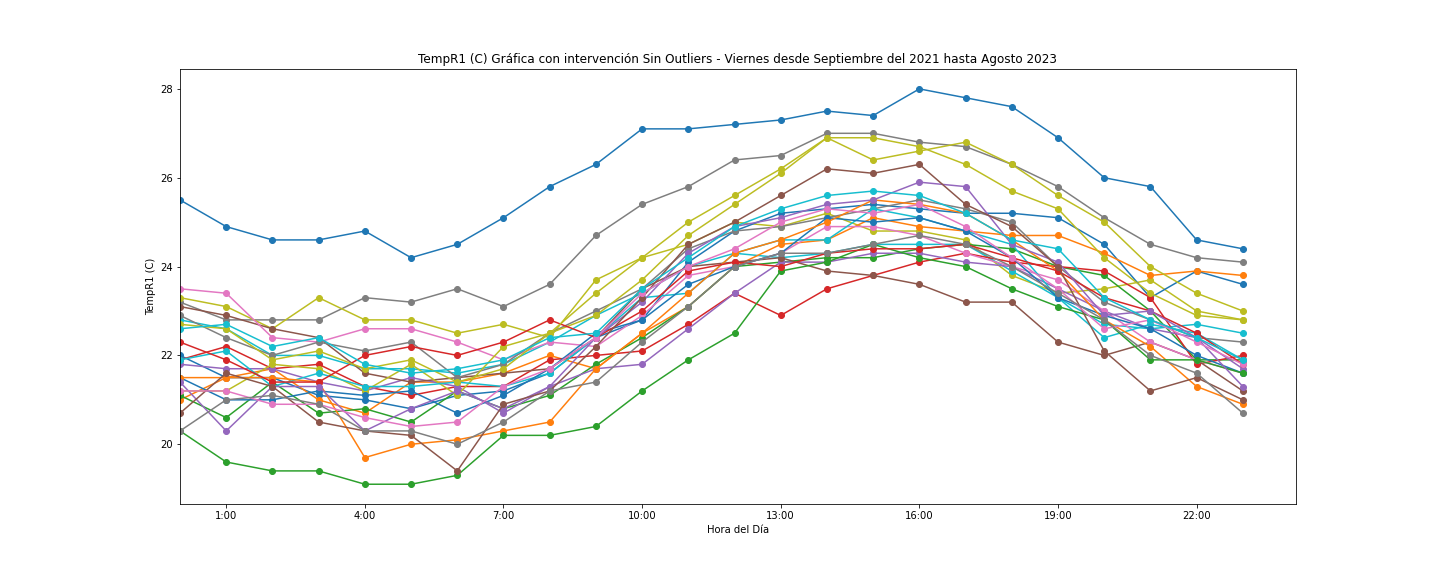 TempR1 (C) Gráfica con intervención Sin Outliers - Viernes desde Septiembre del 2021 hasta Agosto 2023
28
26
24
22
20
TempR1 (C)
1:00 4:00 7:00 10:00 13:00 16:00 19:00 22:00
Hora del Día